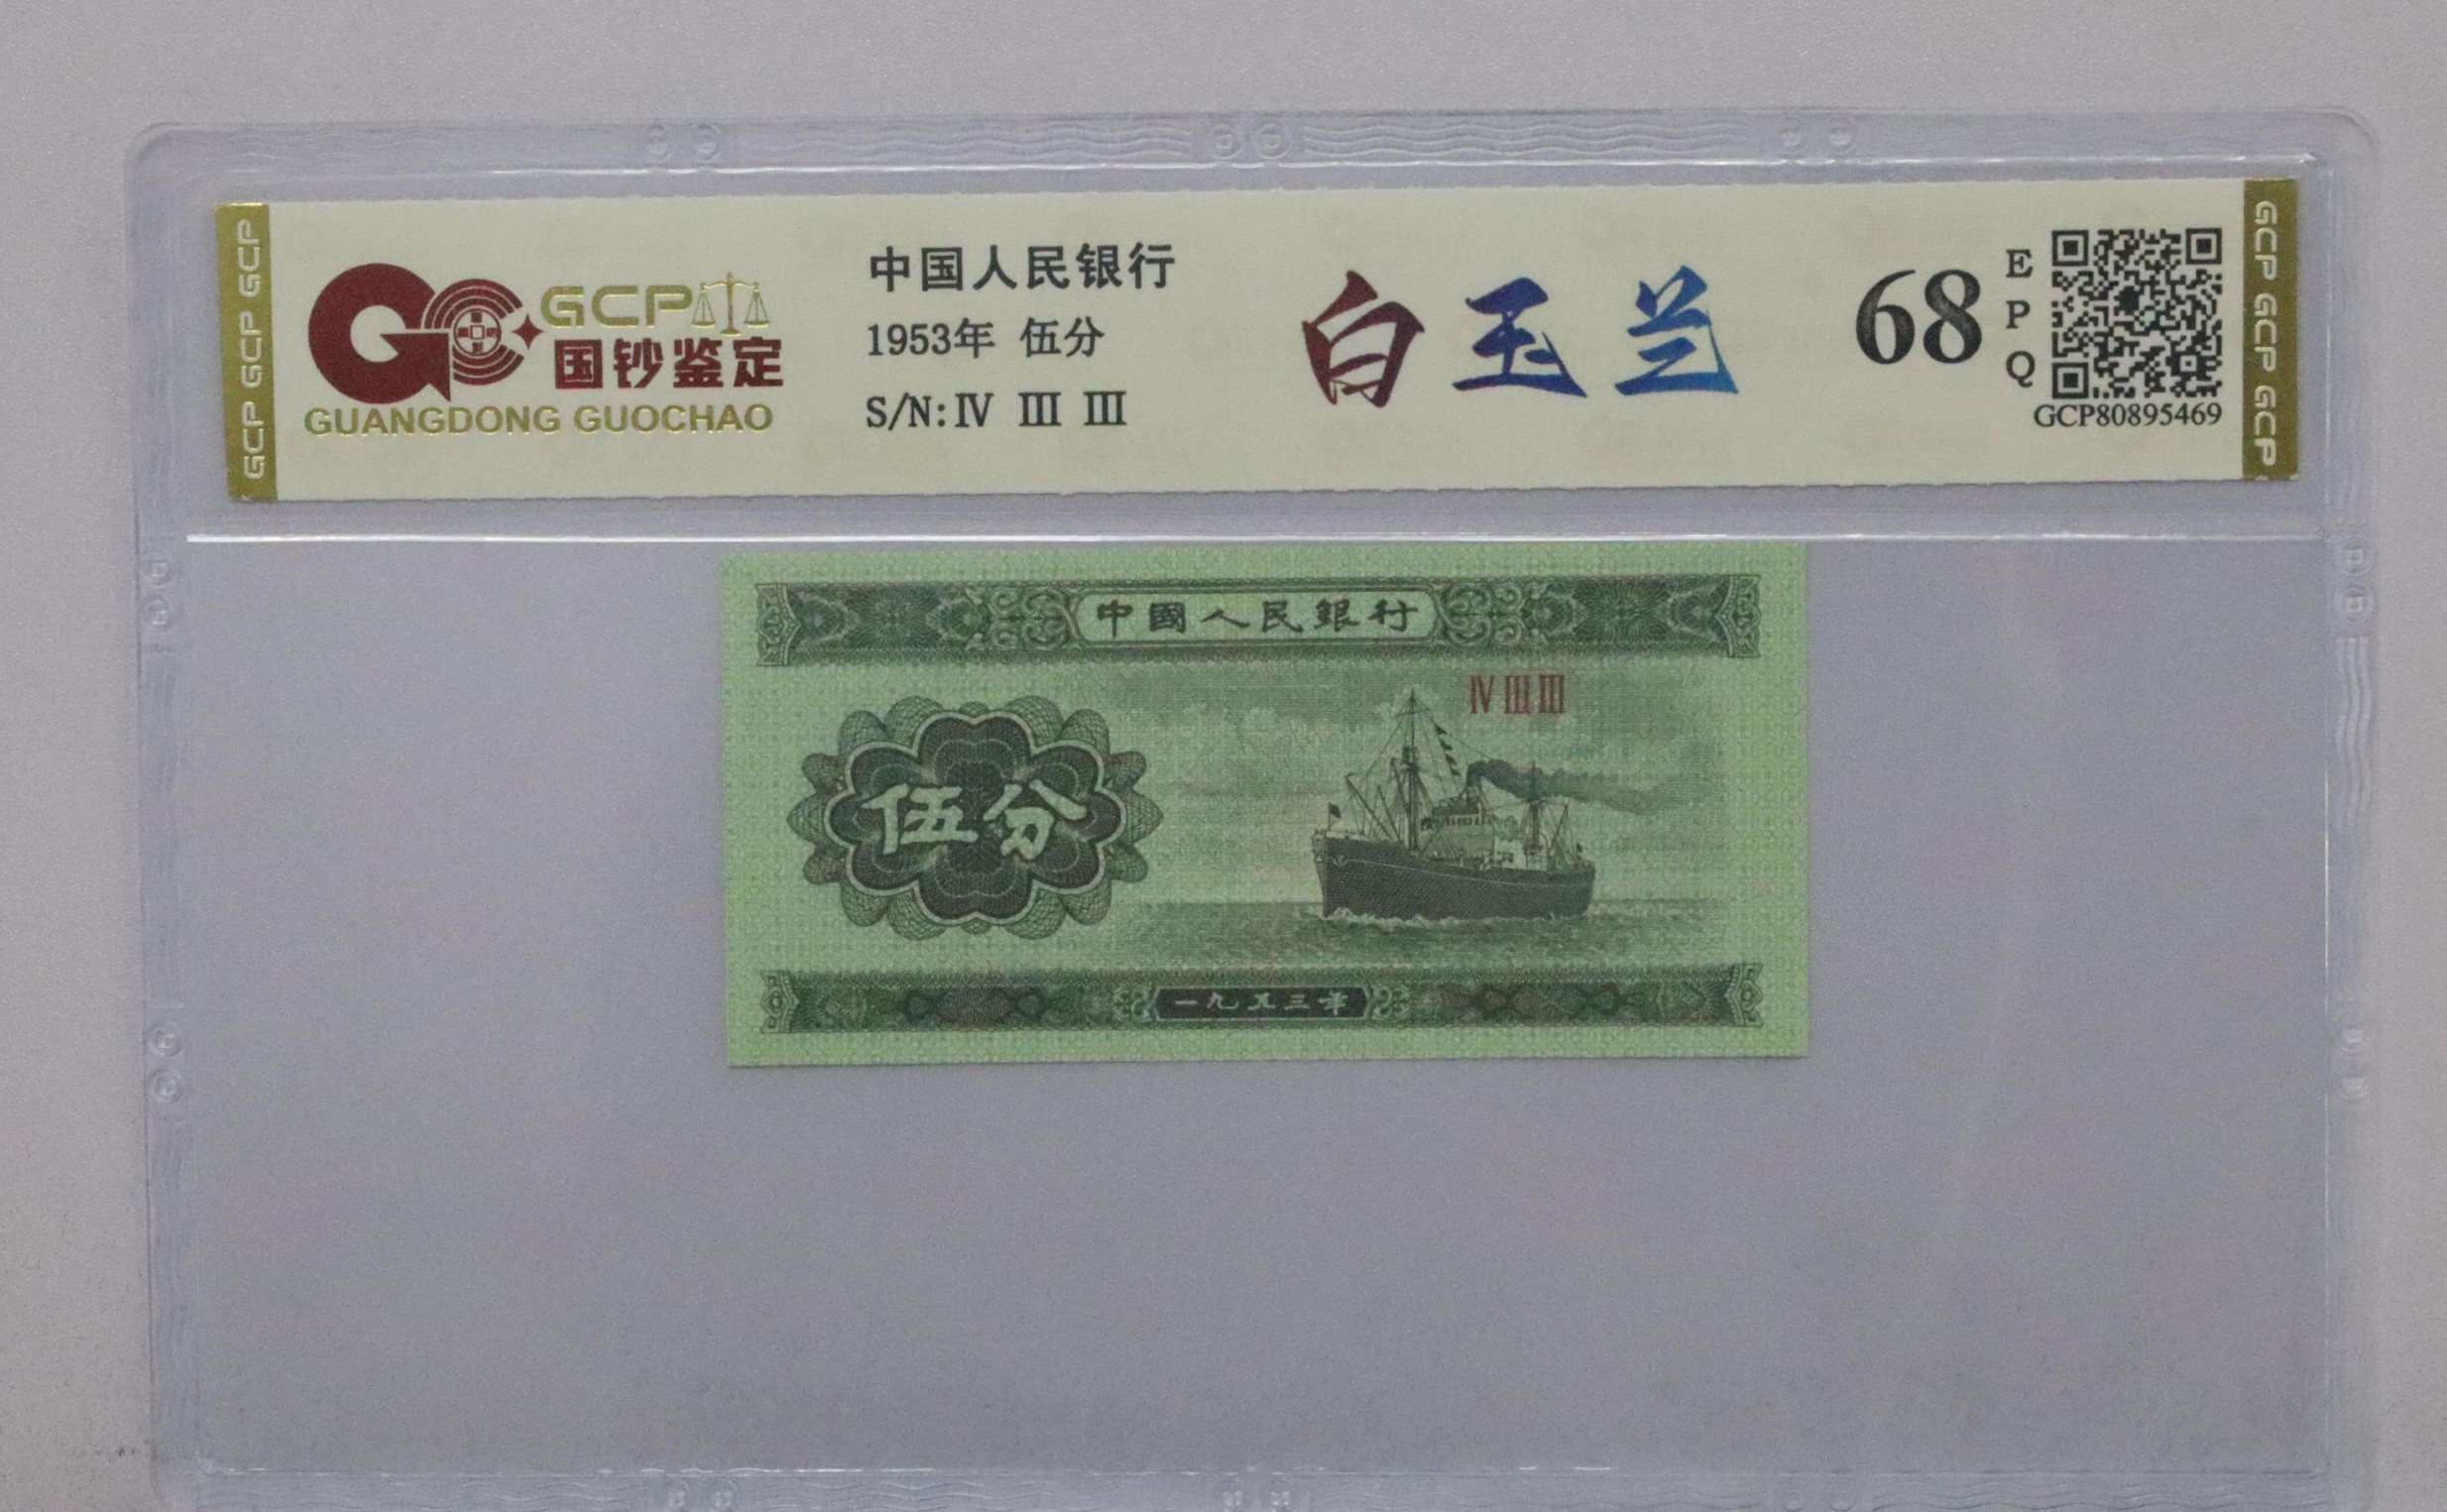 GCP GCP GCP
GCP
国钞鉴定
GUANGDONG GUOCHAO
中国人民银行
1953年 伍分
S/N: IV III III
白玉兰
68
E
P
Q
GCP80895469
GCP GCP GCP
中國人民銀行
IV III III
伍分
一九五三年